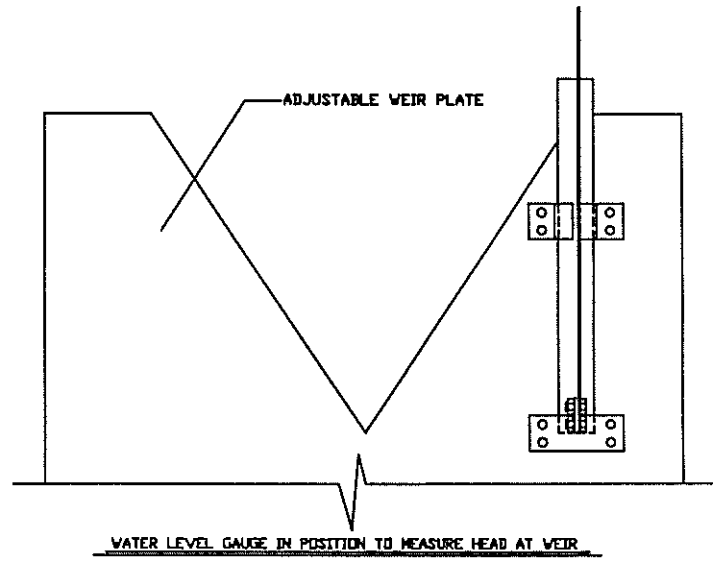 ADJUSTABLE WEIR PLATE
WATER LEVEL GAUGE IN POSITION TO MEASURE HEAD AT WEIR